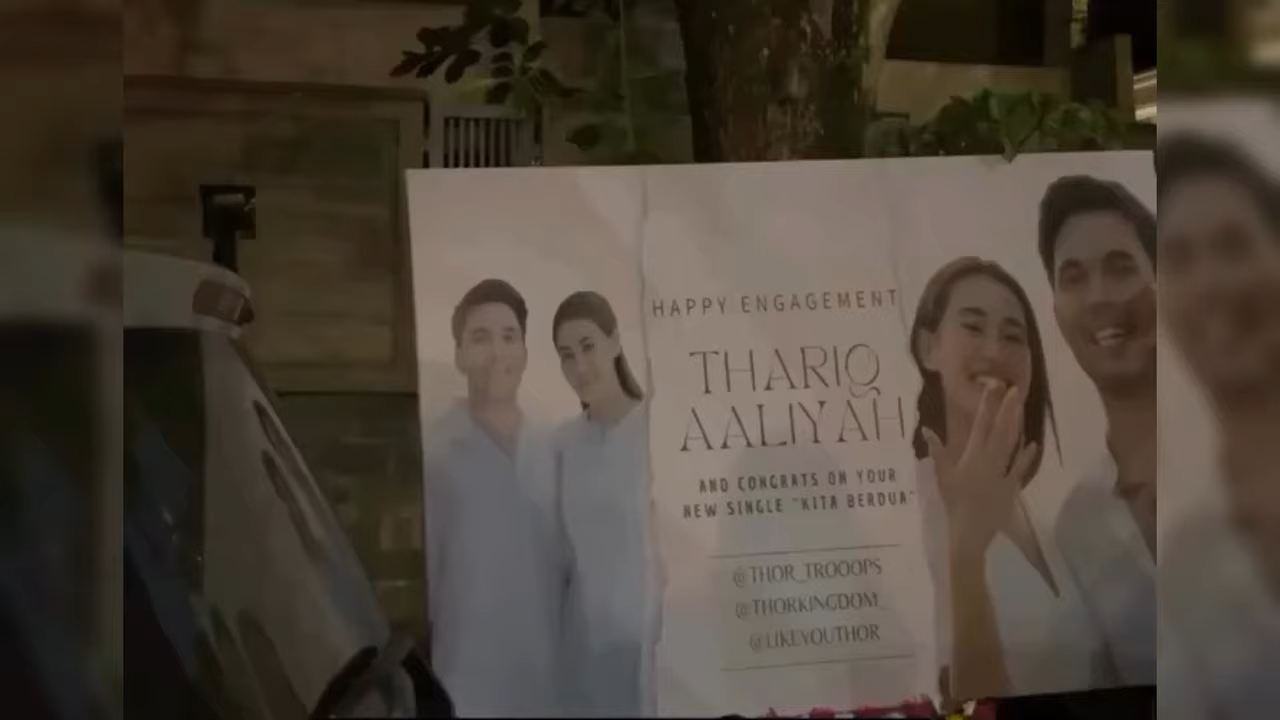 HAPPY ENGAGEMENT
THARIQ
AALIYAH
AND CONGRATS ON YOUR
NEW SINGLE "KITA BERDUA"
@THOR_TROOOPS
@THORKINGDOM_
@LIKEYOUTHOR